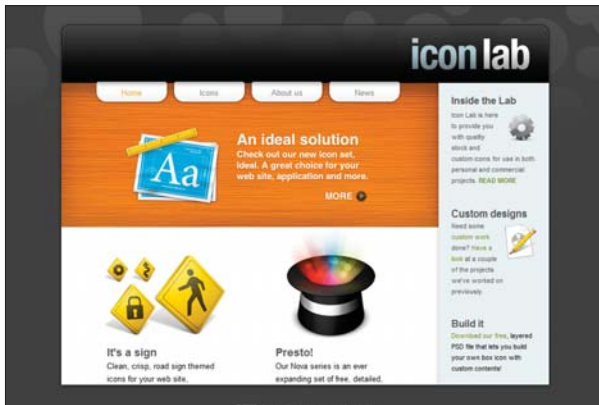 icon lab
Home
Icons
About us
News
An ideal solution
Check out our new icon set,
Ideal. A great choice for your
web site, application and more.
MORE
Aa
It's a sign
Clean, crisp, road sign themed
icons for your web site,
Presto!
Our Nova series is an ever
expanding set of free, detailed,
Inside the Lab
Icon Lab is here
to provide you
with quality
stock and
custom icons for use in both
personal and commercial
projects. READ MORE
Custom designs
Need some
custom work
done? Have a
look at a couple
of the projects
we've worked on
previously.
Build it
Download our free, layered
PSD file that lets you build
your own box icon with
custom contents!